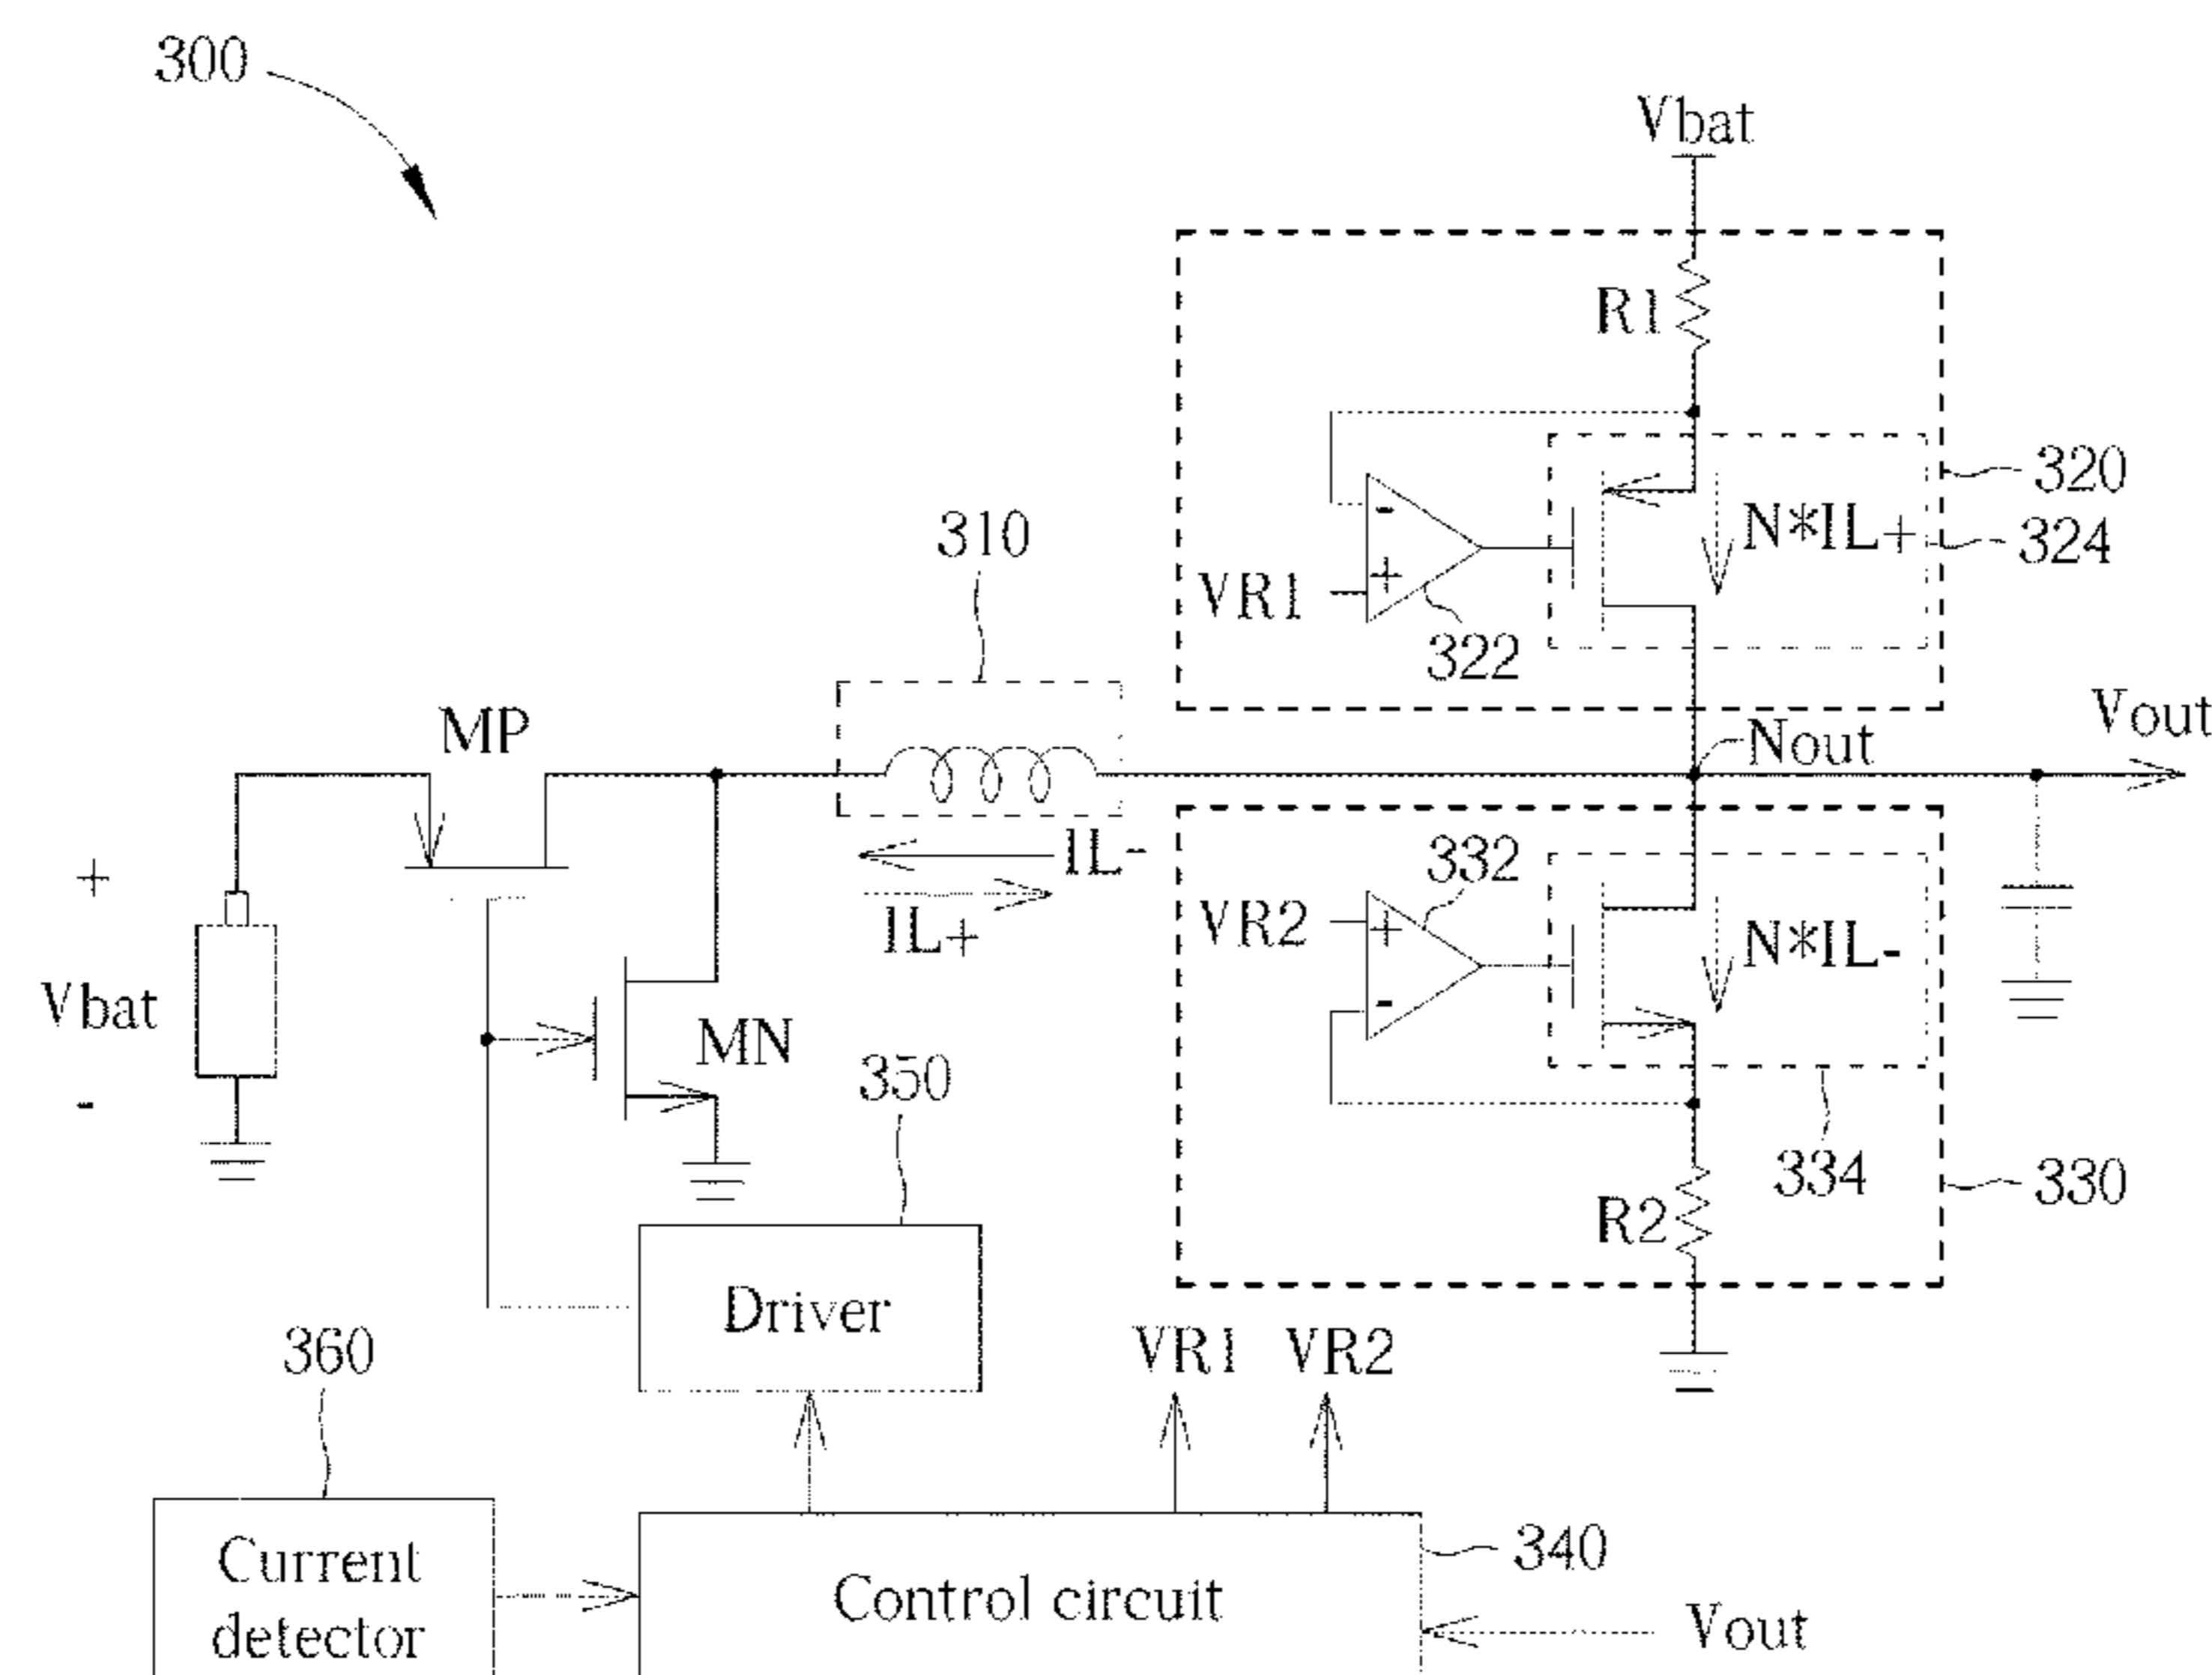 300
Vbat
R1
320
N*IL+
324
310
-
+
VR1
322
MP
Vout
Nout
IL-
332
+
VR2
+
N*IL-
IL+
Vbat
-
MN
350
-
334
330
R2
Driver
360
VR1 VR2
340
Current
detector
Control circuit
Vout